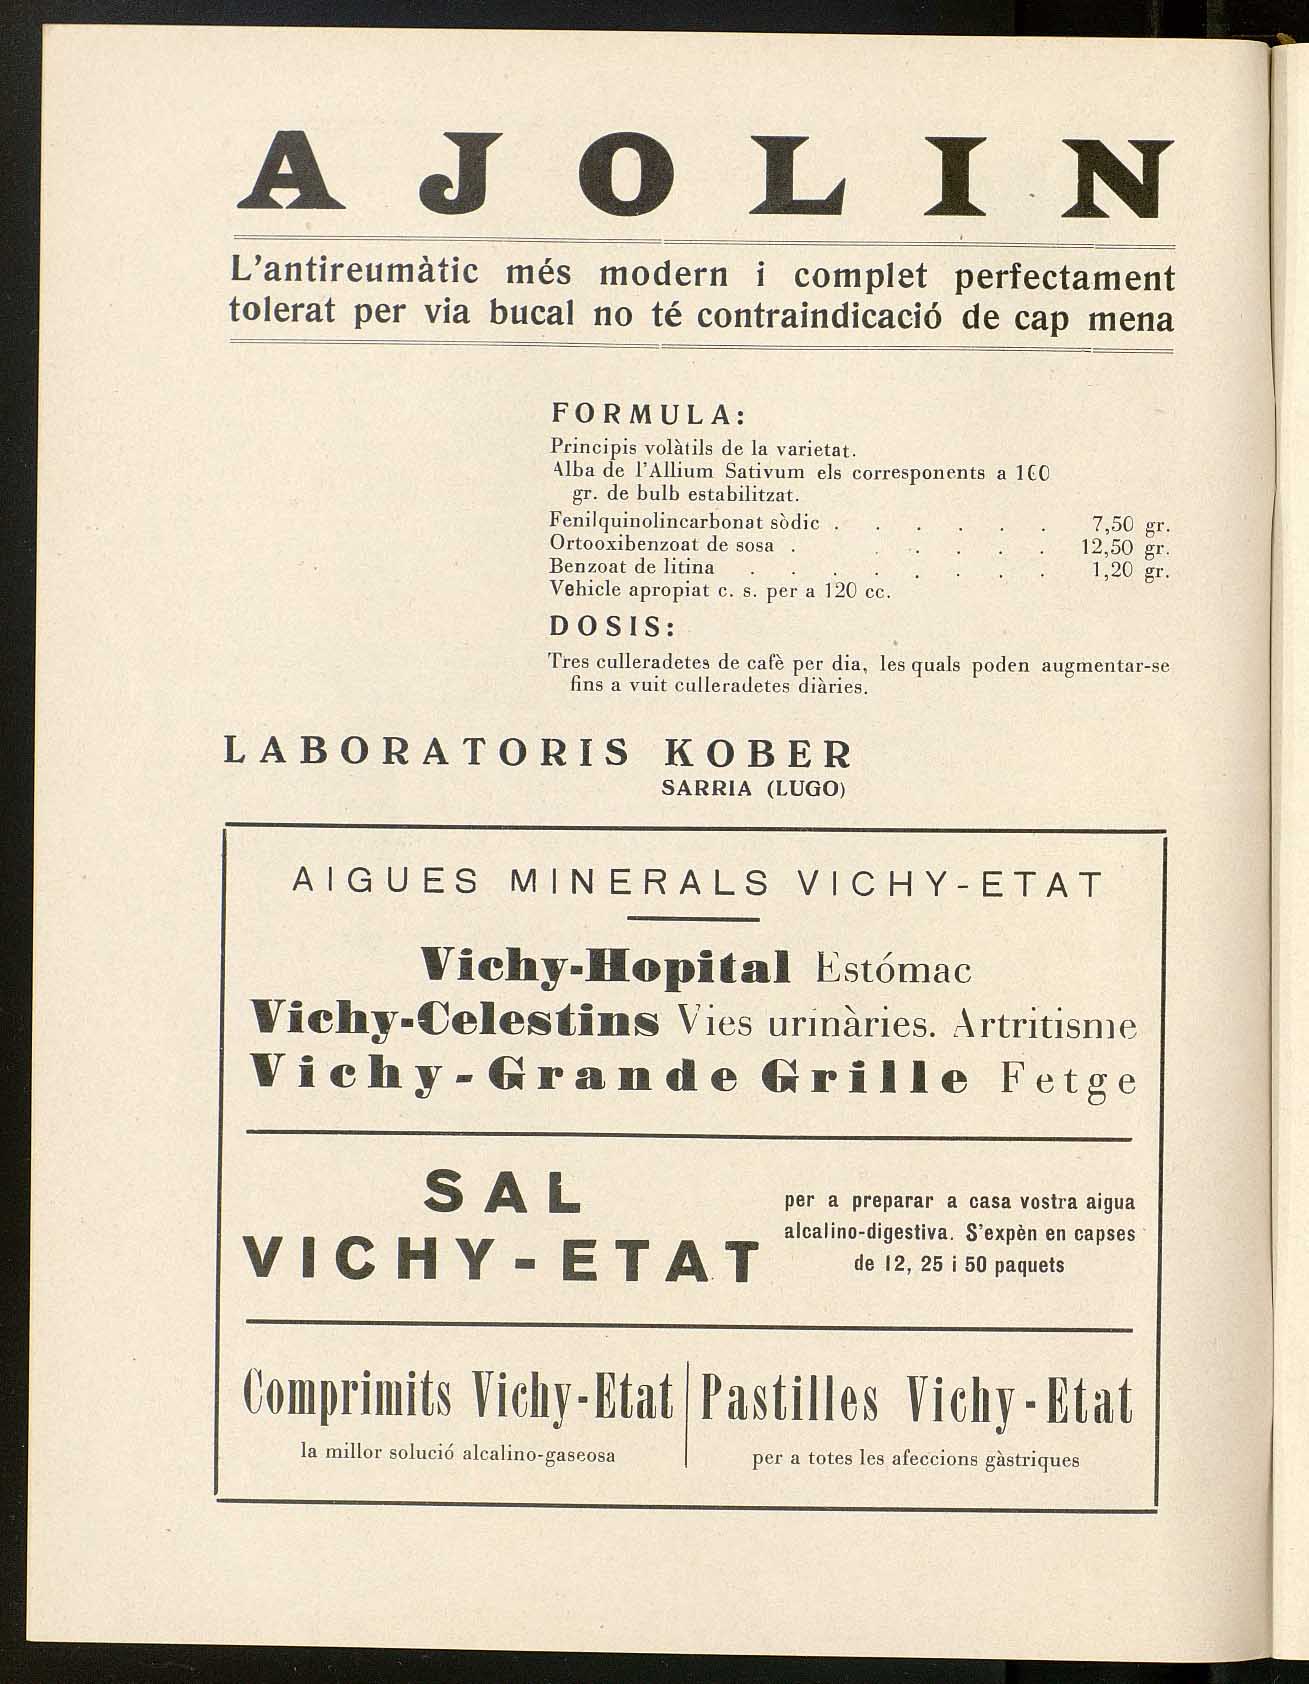 AJOLIN
L'antireumàtic més modern i complet perfectament
tolerat per via bucal no té contraindicació de cap mena
FORMULA:
Principis volàtils de la varietat.
Alba de l'Allium Sativum els corresponents a 100
gr. de bulb estabilitzat.
Fenilquinolincarbonat sòdic . . . . . . 7,50 gr.
Ortooxibenzoat de sosa . . . . . . 12,50 gr.
Benzoat de litina . . . . . . . . 1,20 gr.
Vehicle apropiat c. s. per a 120 cc.
DOSIS:
Tres culleradetes de cafè per dia, les quals poden augmentar-se
fins a vuit culleradetes diàries.
LABORATORIS KOBER
SARRIA (LUGO)
AIGUES MINERALS VICHY-ETAT
Vichy-Hopital Estómac
Vichy-Celestins Vies urinàries. Artritisme
Vichy-Grande Grille Fetge
SAL
VICHY-ETAT
per a preparar a casa vostra aigua
alcalino-digestiva. S'expèn en capses
de 12, 25 i 50 paquets
Comprimits Vichy-Etat
la millor solució alcalino-gaseosa
Pastilles Vichy-Etat
per a totes les afeccions gàstriques